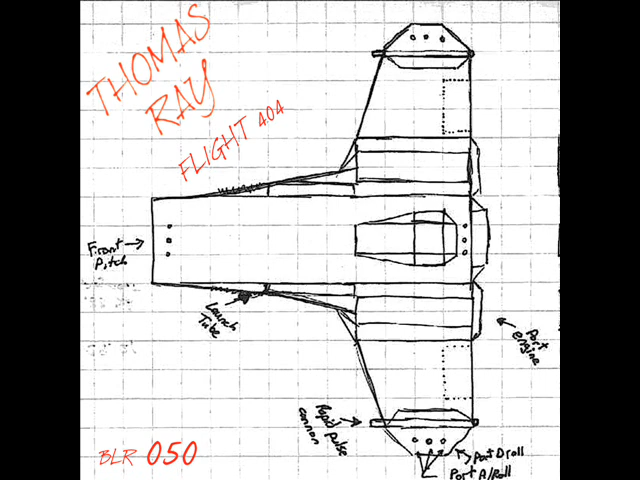 THOMAS
RAY
FLIGHT 404
Front
Pitch
Launch
Tube
Port
engine
Rapid pulse
cannon
Port D roll
Port A/Roll
BLR 050